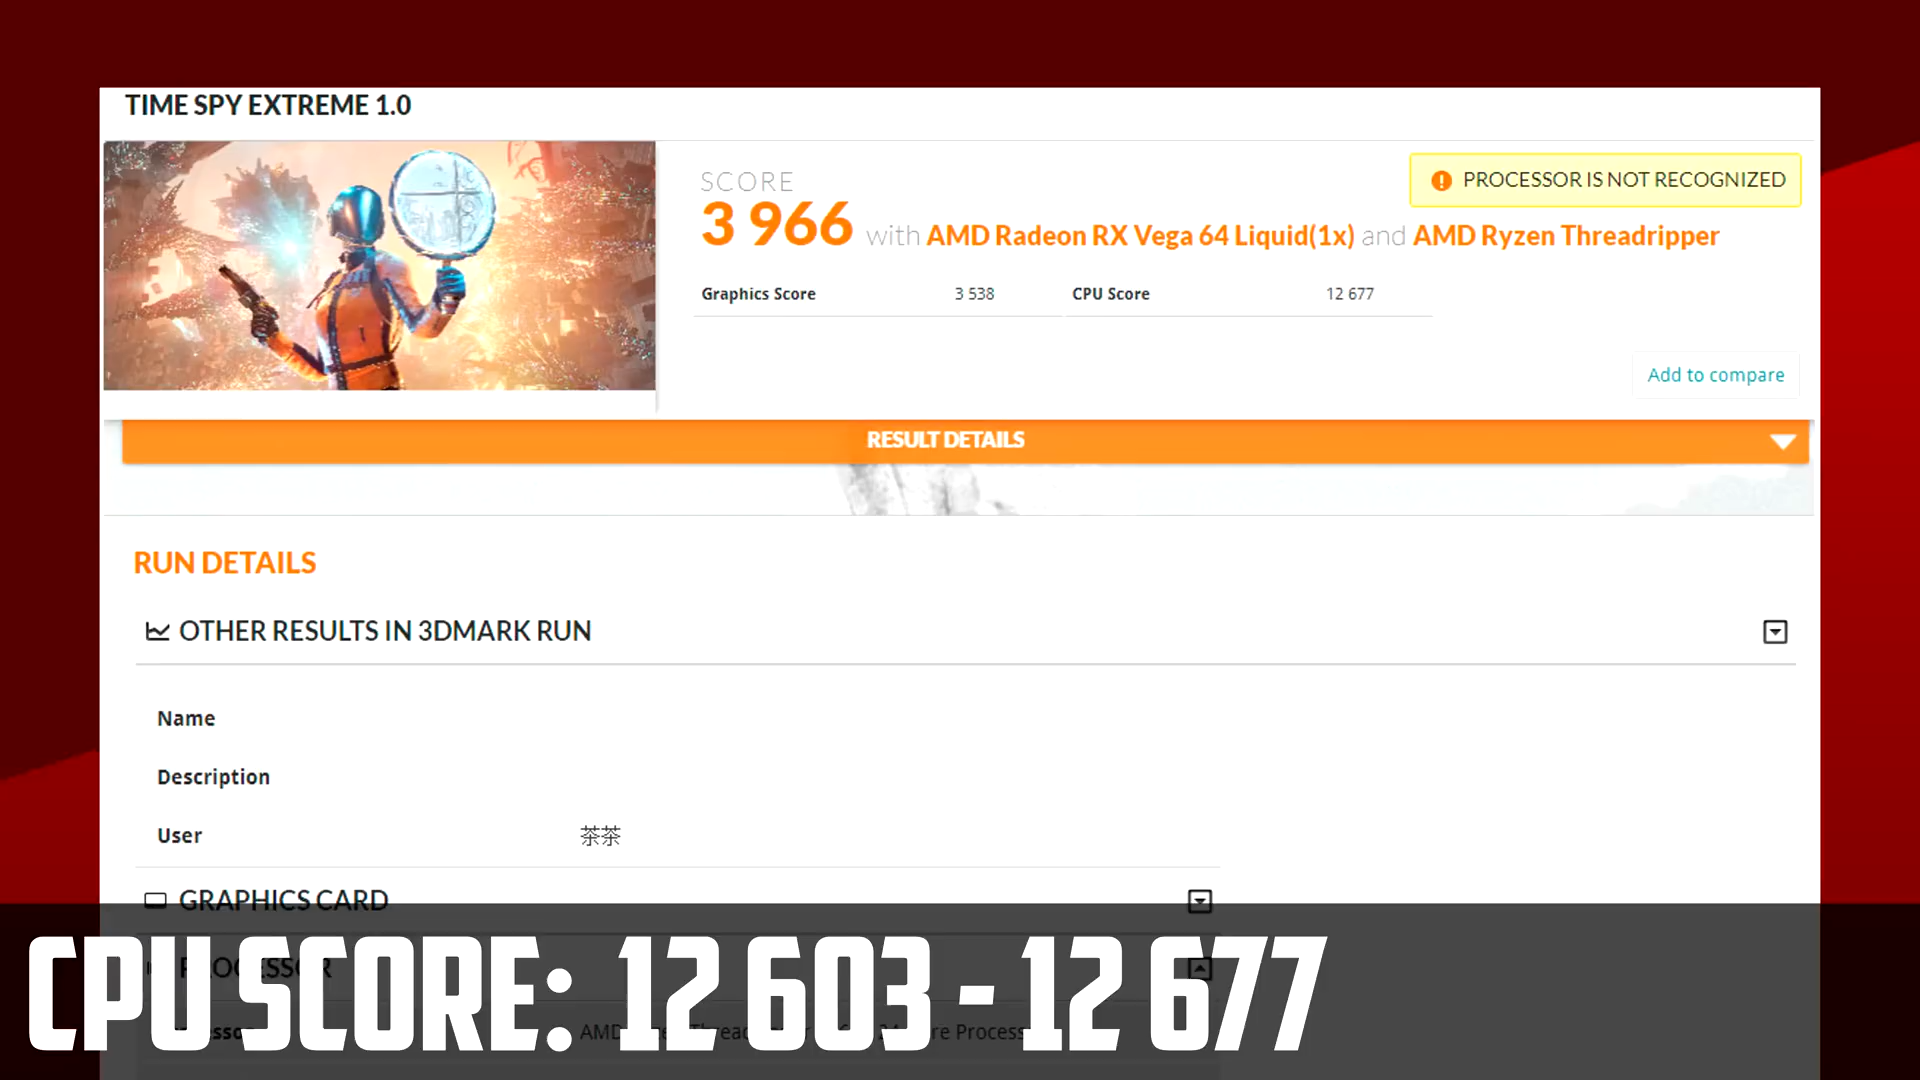 TIME SPY EXTREME 1.0
SCORE
PROCESSOR IS NOT RECOGNIZED
3 966 with AMD Radeon RX Vega 64 Liquid(1x) and AMD Ryzen Threadripper
Graphics Score 3 538 CPU Score 12 677
Add to compare
RESULT DETAILS
RUN DETAILS
OTHER RESULTS IN 3DMARK RUN
Name
Description
User 茶茶
GRAPHICS CARD
PROCESSOR
CPU SCORE: 12 603 - 12 677
AMD